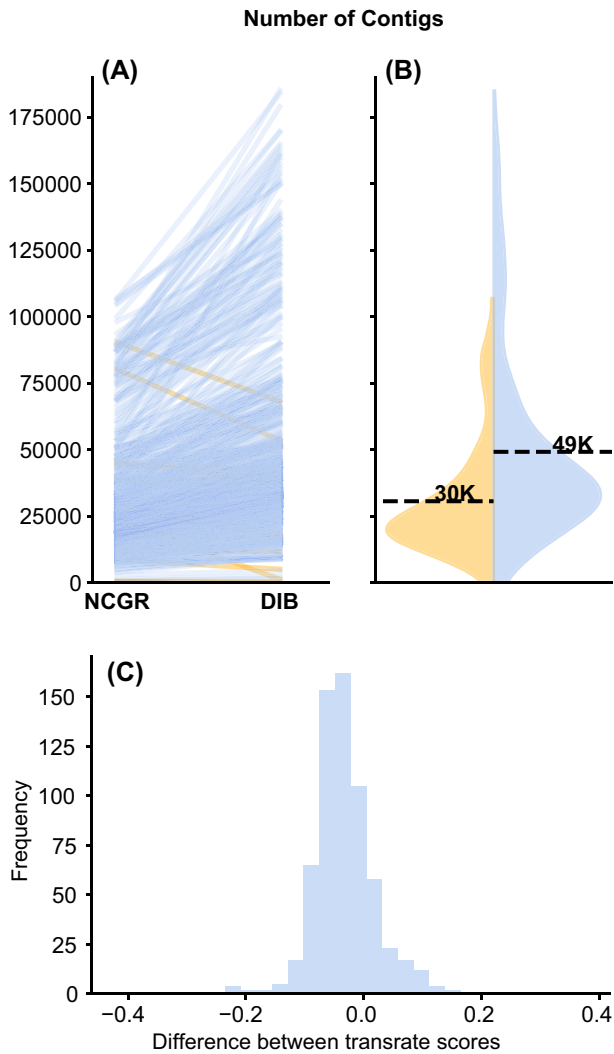 Number of Contigs
(A)
(B)
175000
150000
125000
100000
75000
50000
25000
0
NCGR
DIB
30K
49K
(C)
Frequency
150
125
100
75
50
25
0
−0.4
−0.2
0.0
0.2
0.4
Difference between transrate scores